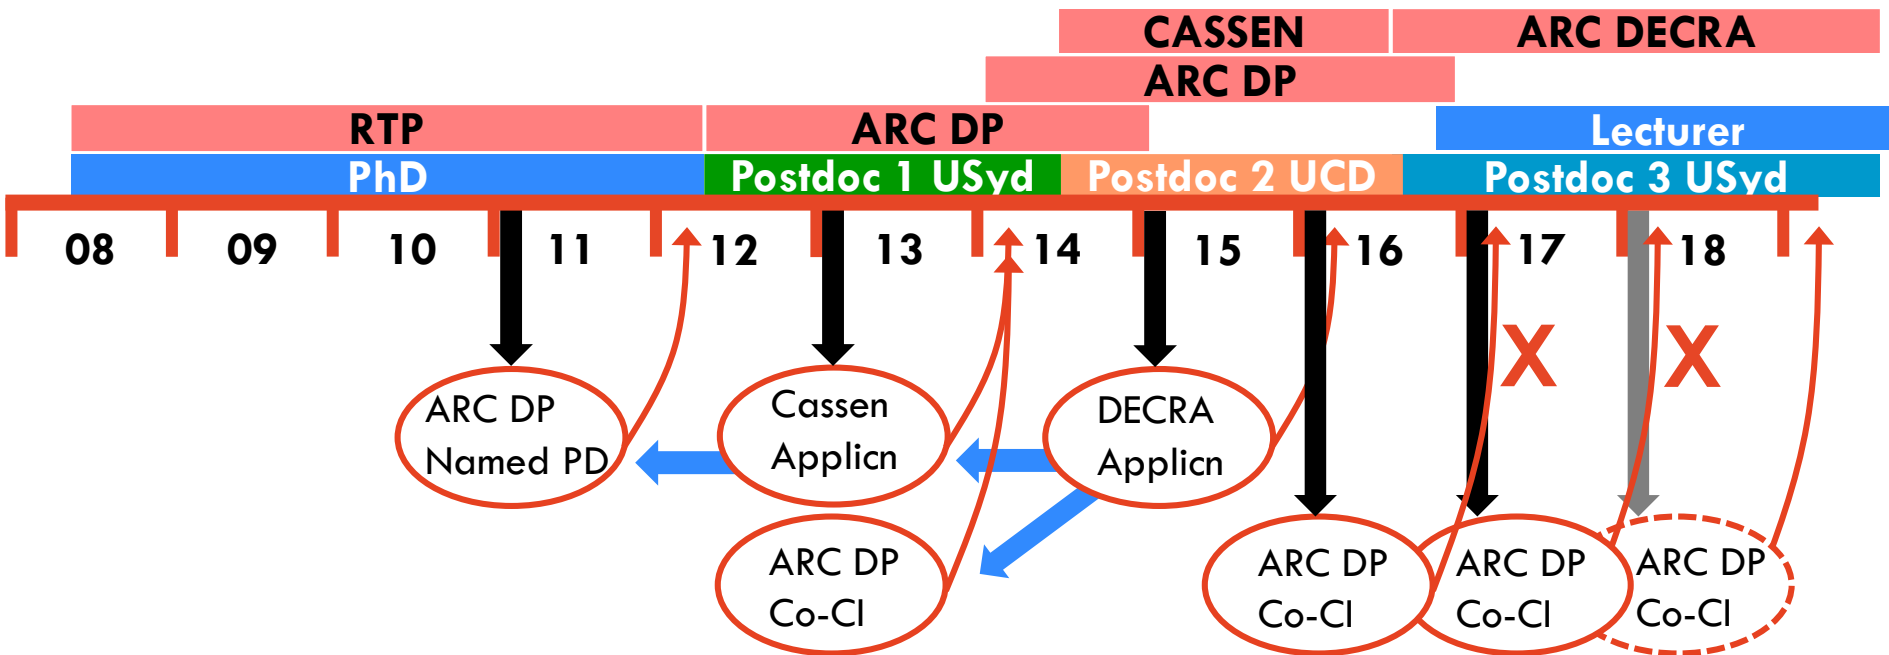 CASSEN
ARC DECRA
ARC DP
RTP
ARC DP
Lecturer
PhD
Postdoc 1 USyd
Postdoc 2 UCD
Postdoc 3 USyd
08 09 10 11 12 13 14 15 16 17 18
X
X
ARC DP
Named PD
Cassen
Applicn
DECRA
Applicn
ARC DP
Co-CI
ARC DP
Co-CI
ARC DP
Co-CI
ARC DP
Co-CI